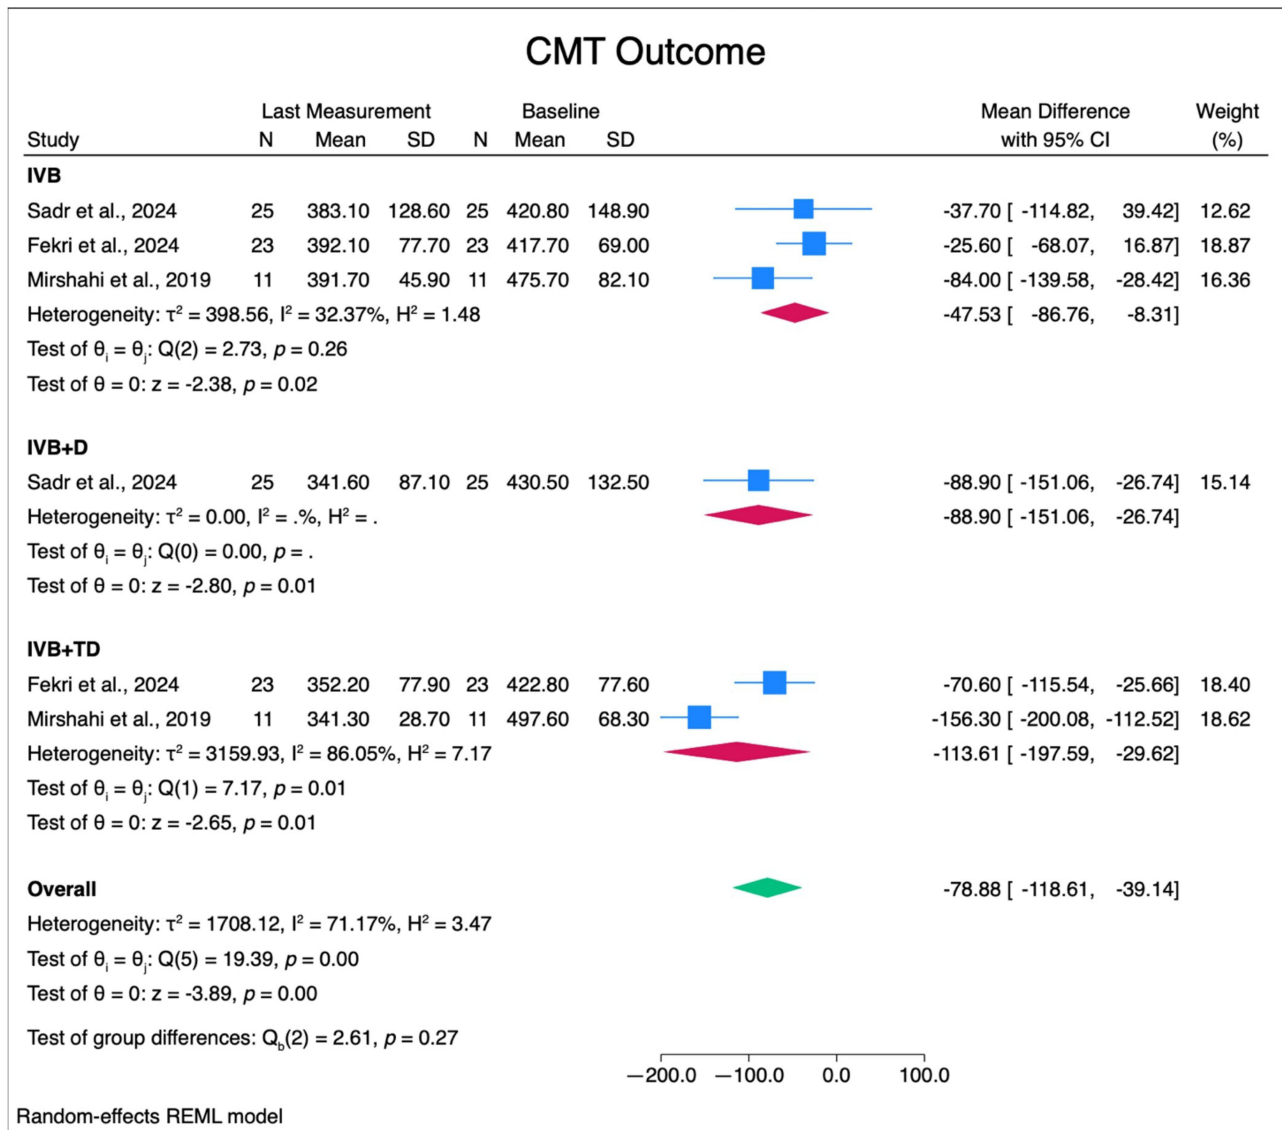 CMT Outcome
Last Measurement Baseline Mean Difference Weight
Study N Mean SD N Mean SD with 95% CI (%)
IVB
Sadr et al., 2024 25 383.10 128.60 25 420.80 148.90 -37.70 [ -114.82, 39.42] 12.62
Fekri et al., 2024 23 392.10 77.70 23 417.70 69.00 -25.60 [ -68.07, 16.87] 18.87
Mirshahi et al., 2019 11 391.70 45.90 11 475.70 82.10 -84.00 [ -139.58, -28.42] 16.36
Heterogeneity: τ² = 398.56, I² = 32.37%, H² = 1.48 -47.53 [ -86.76, -8.31]
Test of θᵢ = θⱼ: Q(2) = 2.73, p = 0.26
Test of θ = 0: z = -2.38, p = 0.02
IVB+D
Sadr et al., 2024 25 341.60 87.10 25 430.50 132.50 -88.90 [ -151.06, -26.74] 15.14
Heterogeneity: τ² = 0.00, I² = .%, H² = . -88.90 [ -151.06, -26.74]
Test of θᵢ = θⱼ: Q(0) = 0.00, p = .
Test of θ = 0: z = -2.80, p = 0.01
IVB+TD
Fekri et al., 2024 23 352.20 77.90 23 422.80 77.60 -70.60 [ -115.54, -25.66] 18.40
Mirshahi et al., 2019 11 341.30 28.70 11 497.60 68.30 -156.30 [ -200.08, -112.52] 18.62
Heterogeneity: τ² = 3159.93, I² = 86.05%, H² = 7.17 -113.61 [ -197.59, -29.62]
Test of θᵢ = θⱼ: Q(1) = 7.17, p = 0.01
Test of θ = 0: z = -2.65, p = 0.01
Overall -78.88 [ -118.61, -39.14]
Heterogeneity: τ² = 1708.12, I² = 71.17%, H² = 3.47
Test of θᵢ = θⱼ: Q(5) = 19.39, p = 0.00
Test of θ = 0: z = -3.89, p = 0.00
Test of group differences: Q_b(2) = 2.61, p = 0.27
−200.0 −100.0 0.0 100.0
Random-effects REML model